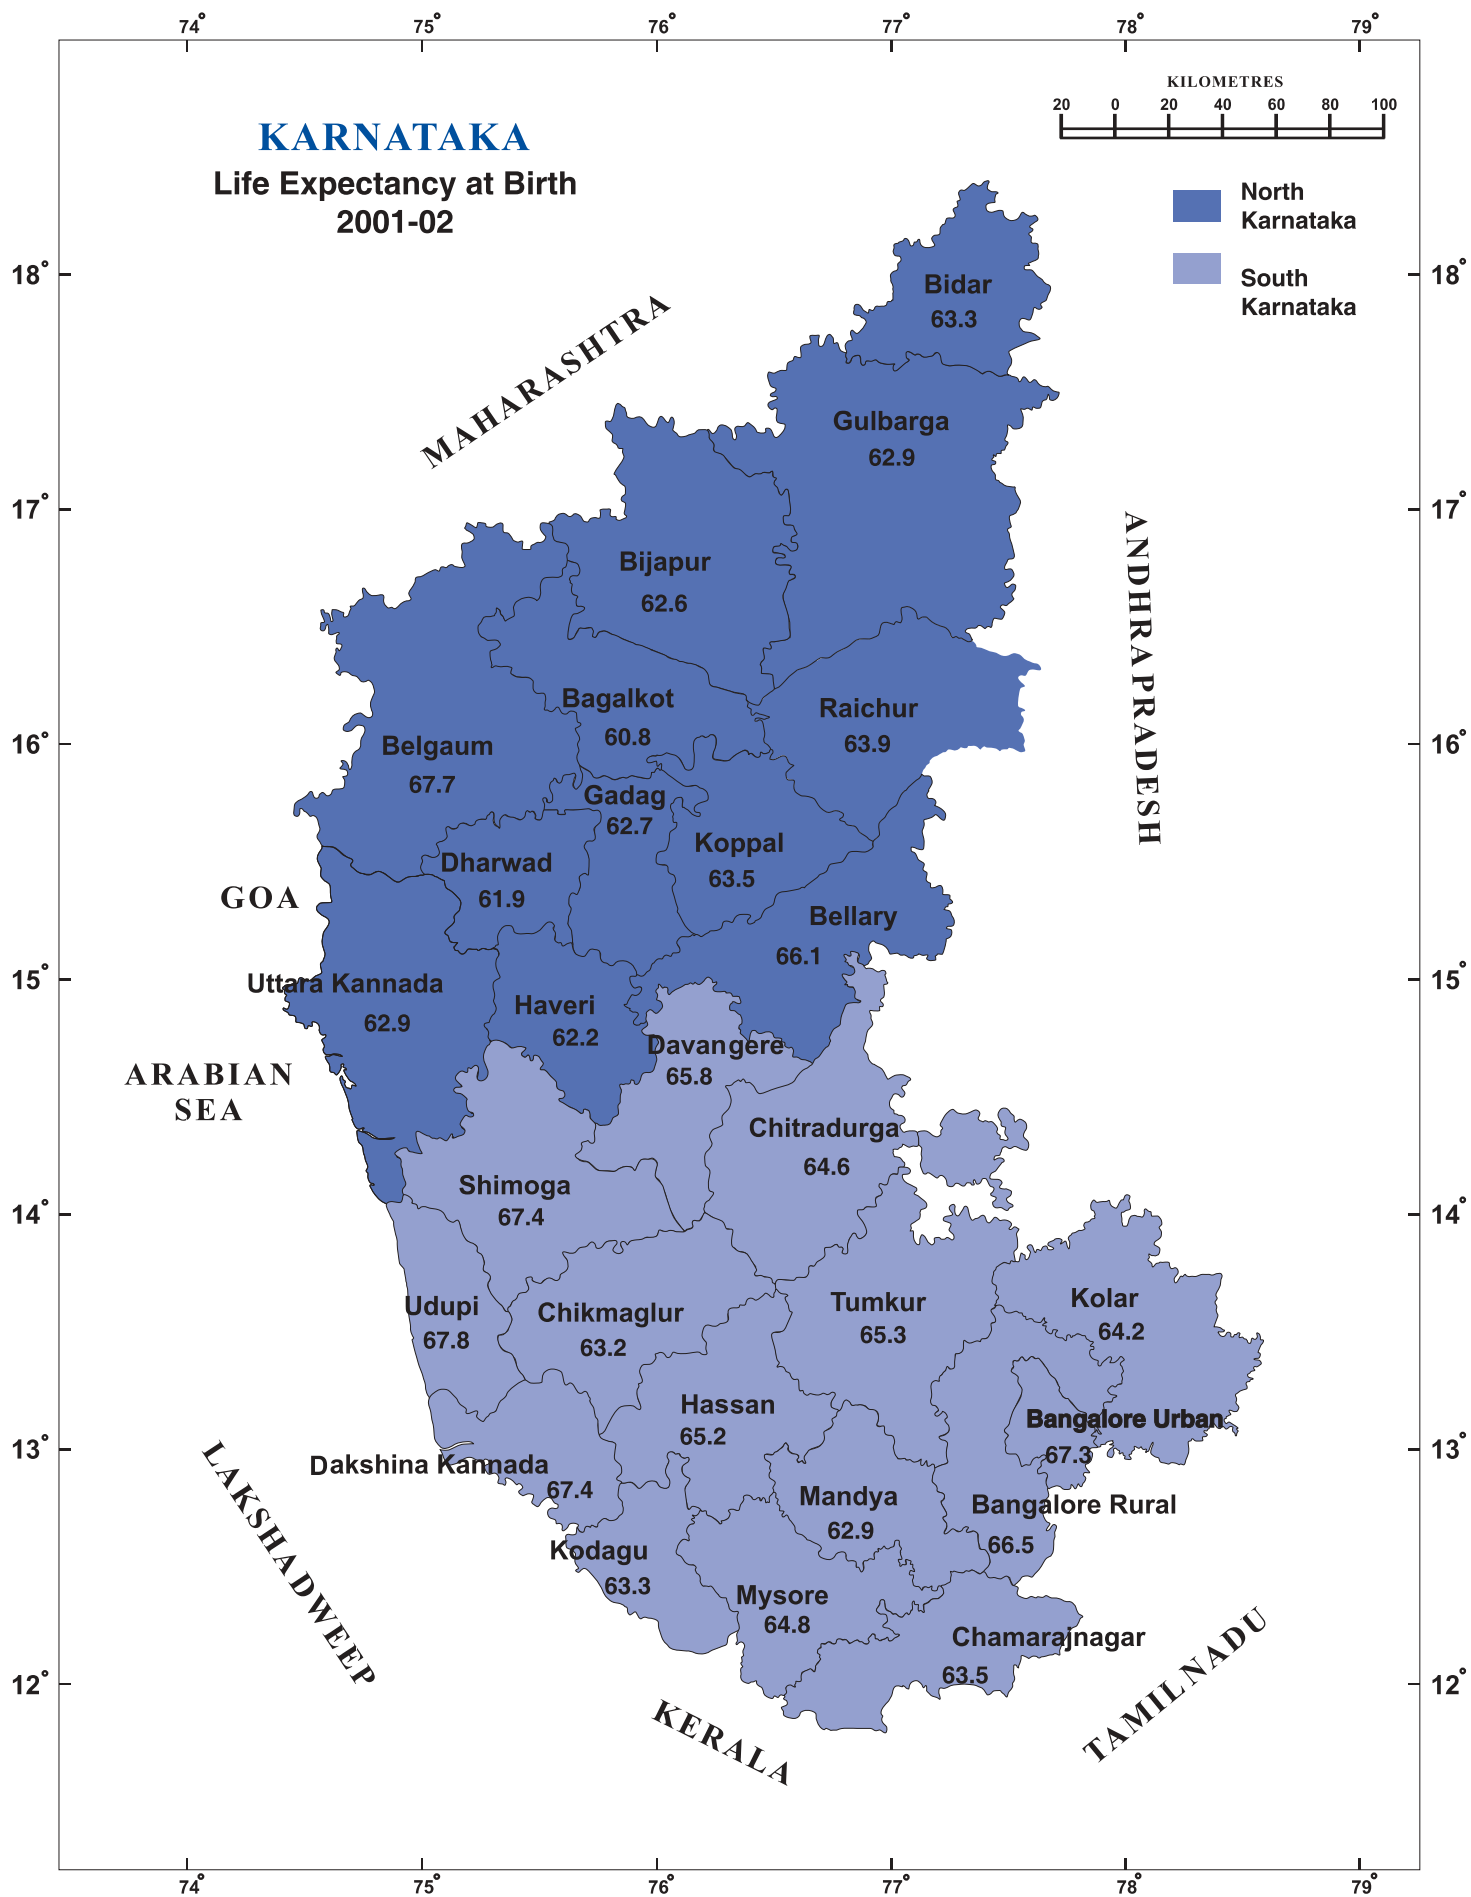 74° 75° 76° 77° 78° 79°
KILOMETRES
20 0 20 40 60 80 100
KARNATAKA
Life Expectancy at Birth
2001-02
North
Karnataka
South
Karnataka
18° 18°
17° 17°
16° 16°
15° 15°
14° 14°
13° 13°
12° 12°
MAHARASHTRA
ANDHRA PRADESH
GOA
ARABIAN
SEA
LAKSHADWEEP
KERALA
TAMIL NADU
Bidar
63.3
Gulbarga
62.9
Bijapur
62.6
Bagalkot
60.8
Raichur
63.9
Belgaum
67.7
Gadag
62.7
Koppal
63.5
Dharwad
61.9
Bellary
66.1
Uttara Kannada
62.9
Haveri
62.2
Davangere
65.8
Chitradurga
64.6
Shimoga
67.4
Udupi
67.8
Chikmaglur
63.2
Tumkur
65.3
Kolar
64.2
Hassan
65.2
Bangalore Urban
67.3
Dakshina Kannada
67.4
Mandya
62.9
Bangalore Rural
66.5
Kodagu
63.3
Mysore
64.8
Chamarajnagar
63.5
74° 75° 76° 77° 78° 79°